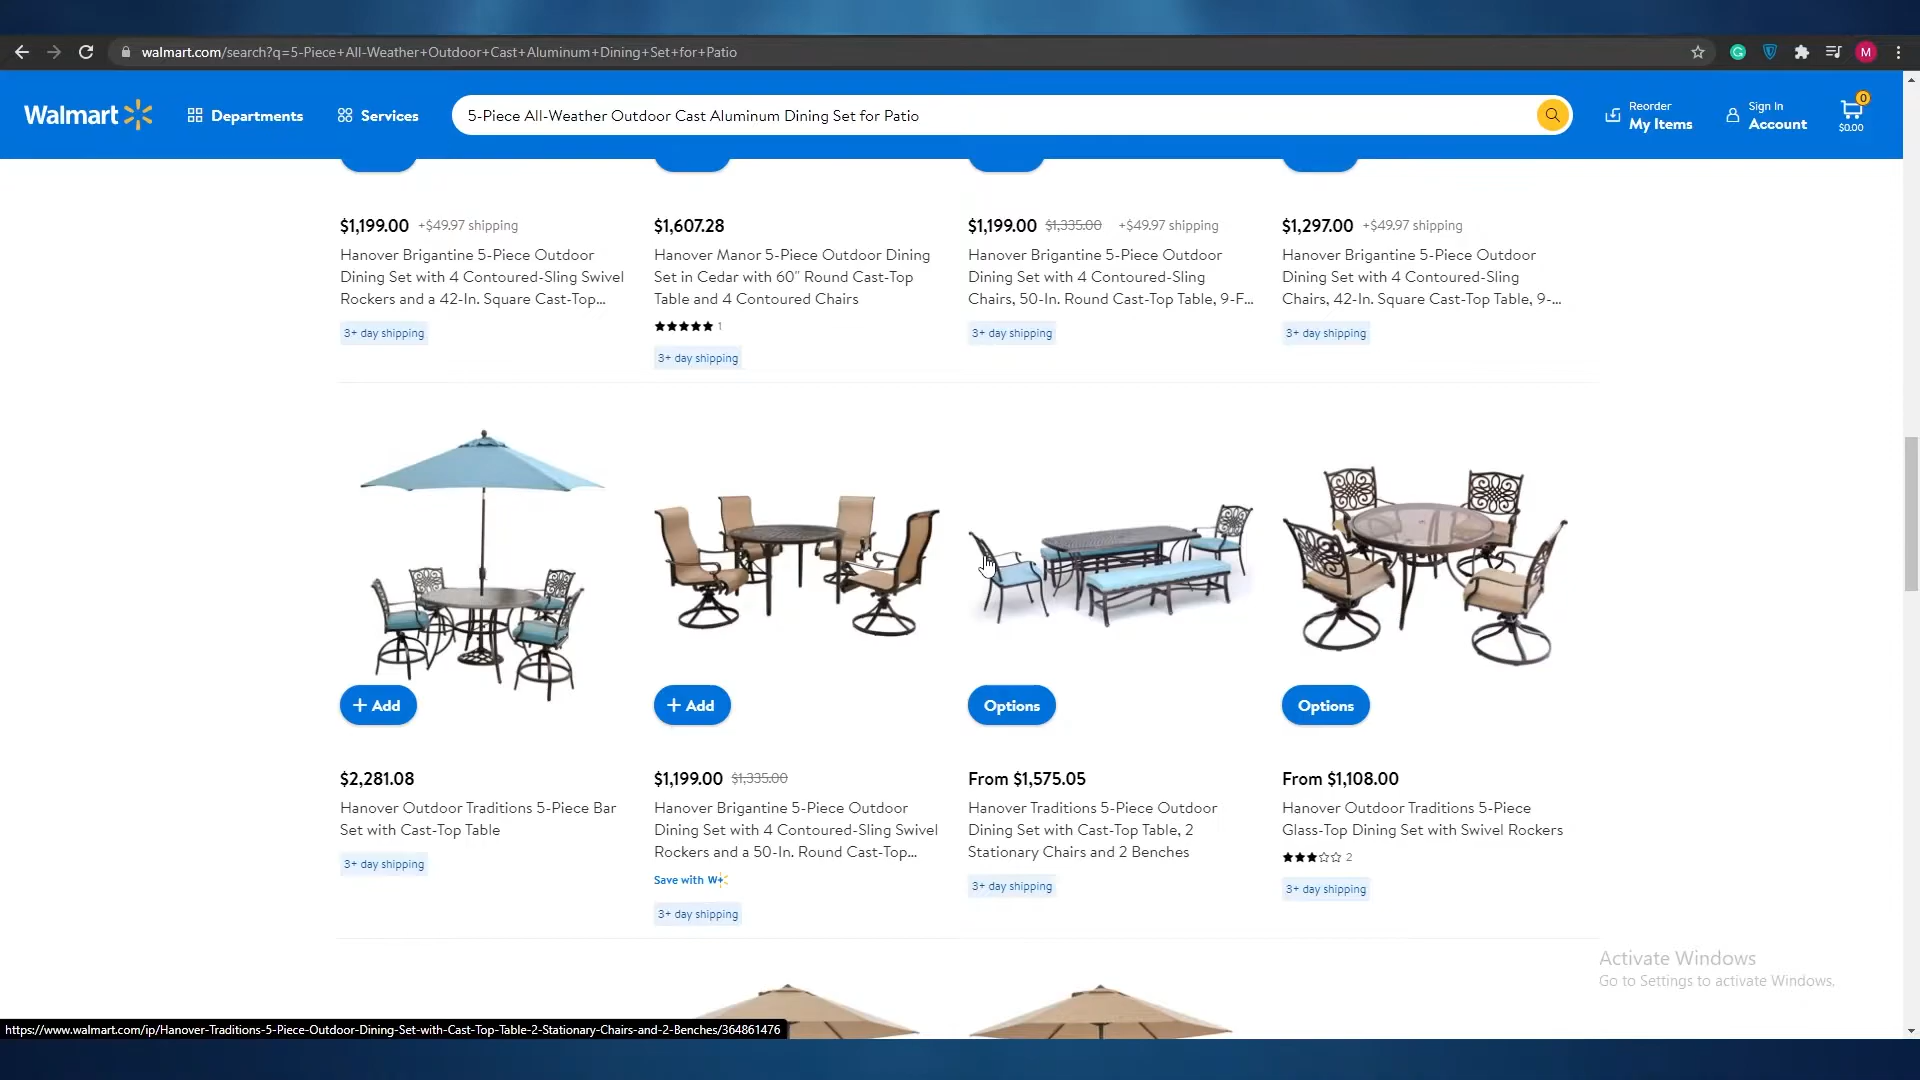 walmart.com/search?q=5-Piece+All-Weather+Outdoor+Cast+Aluminum+Dining+Set+for+Patio
M
Walmart
Departments
Services
5-Piece All-Weather Outdoor Cast Aluminum Dining Set for Patio
Reorder
My Items
Sign In
Account
0
$0.00
$1,199.00 +$49.97 shipping
Hanover Brigantine 5-Piece Outdoor
Dining Set with 4 Contoured-Sling Swivel
Rockers and a 42-In. Square Cast-Top...
3+ day shipping
$1,607.28
Hanover Manor 5-Piece Outdoor Dining
Set in Cedar with 60" Round Cast-Top
Table and 4 Contoured Chairs
1
3+ day shipping
$1,199.00 $1,335.00 +$49.97 shipping
Hanover Brigantine 5-Piece Outdoor
Dining Set with 4 Contoured-Sling
Chairs, 50-In. Round Cast-Top Table, 9-F...
3+ day shipping
$1,297.00 +$49.97 shipping
Hanover Brigantine 5-Piece Outdoor
Dining Set with 4 Contoured-Sling
Chairs, 42-In. Square Cast-Top Table, 9-...
3+ day shipping
+ Add
$2,281.08
Hanover Outdoor Traditions 5-Piece Bar
Set with Cast-Top Table
3+ day shipping
+ Add
$1,199.00 $1,335.00
Hanover Brigantine 5-Piece Outdoor
Dining Set with 4 Contoured-Sling Swivel
Rockers and a 50-In. Round Cast-Top...
Save with W+
3+ day shipping
Options
From $1,575.05
Hanover Traditions 5-Piece Outdoor
Dining Set with Cast-Top Table, 2
Stationary Chairs and 2 Benches
3+ day shipping
Options
From $1,108.00
Hanover Outdoor Traditions 5-Piece
Glass-Top Dining Set with Swivel Rockers
2
3+ day shipping
Activate Windows
Go to Settings to activate Windows.
https://www.walmart.com/ip/Hanover-Traditions-5-Piece-Outdoor-Dining-Set-with-Cast-Top-Table-2-Stationary-Chairs-and-2-Benches/364861476